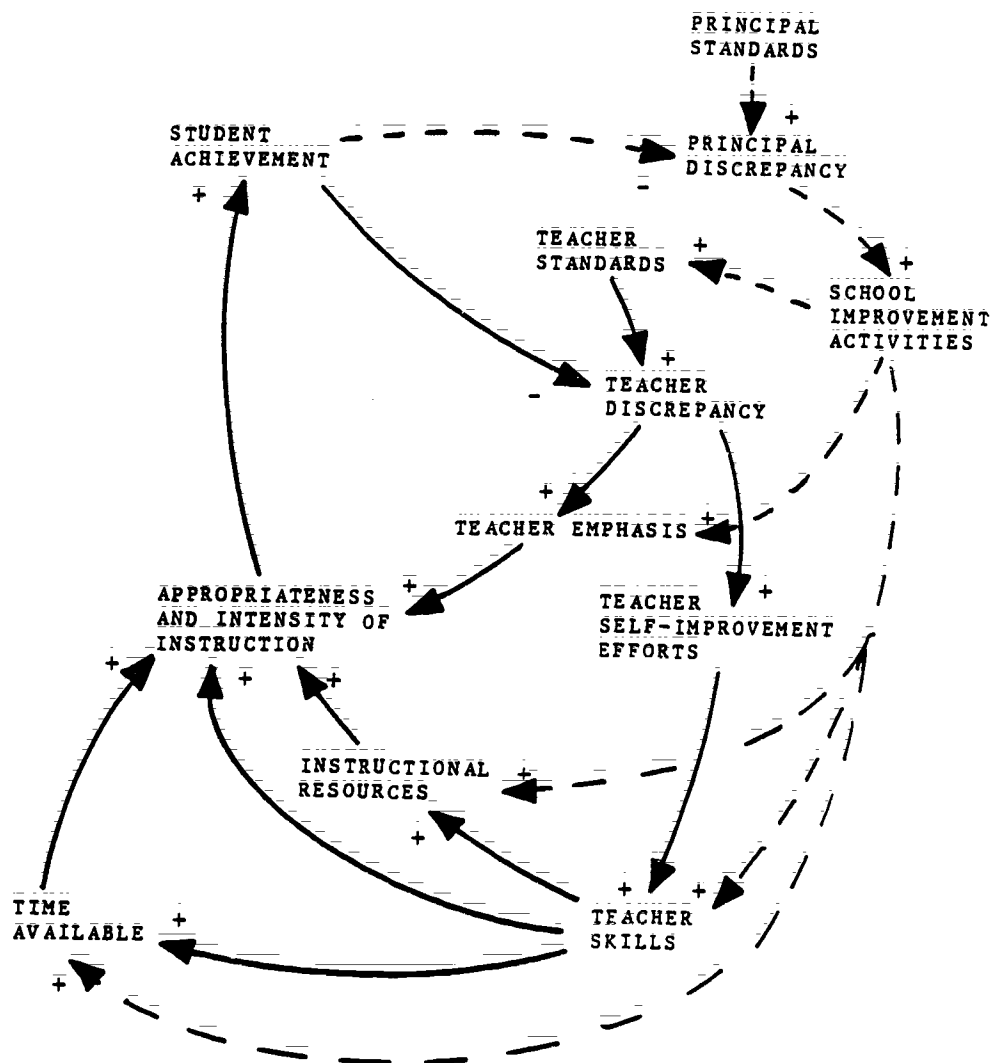 PRINCIPAL
STANDARDS
+
STUDENT
ACHIEVEMENT
+
PRINCIPAL
DISCREPANCY
-
TEACHER
STANDARDS
+
+
SCHOOL
IMPROVEMENT
ACTIVITIES
+
TEACHER
DISCREPANCY
-
+
TEACHER EMPHASIS
+
+
APPROPRIATENESS
AND INTENSITY OF
INSTRUCTION
+
TEACHER
SELF-IMPROVEMENT
EFFORTS
+
+
+
INSTRUCTIONAL
RESOURCES
+
+
+
+
TIME
AVAILABLE
+
TEACHER
SKILLS
+